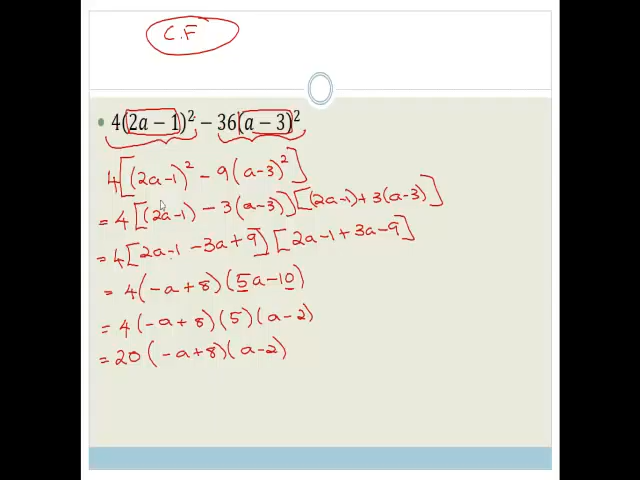 C.F
• 4(2a − 1)² − 36(a − 3)²
4[(2a-1)² - 9(a-3)²]
= 4[(2a-1) - 3(a-3)][(2a-1) + 3(a-3)]
= 4[2a-1 - 3a+9][2a-1 + 3a-9]
= 4(-a+8)(5a-10)
= 4(-a+8)(5)(a-2)
= 20(-a+8)(a-2)